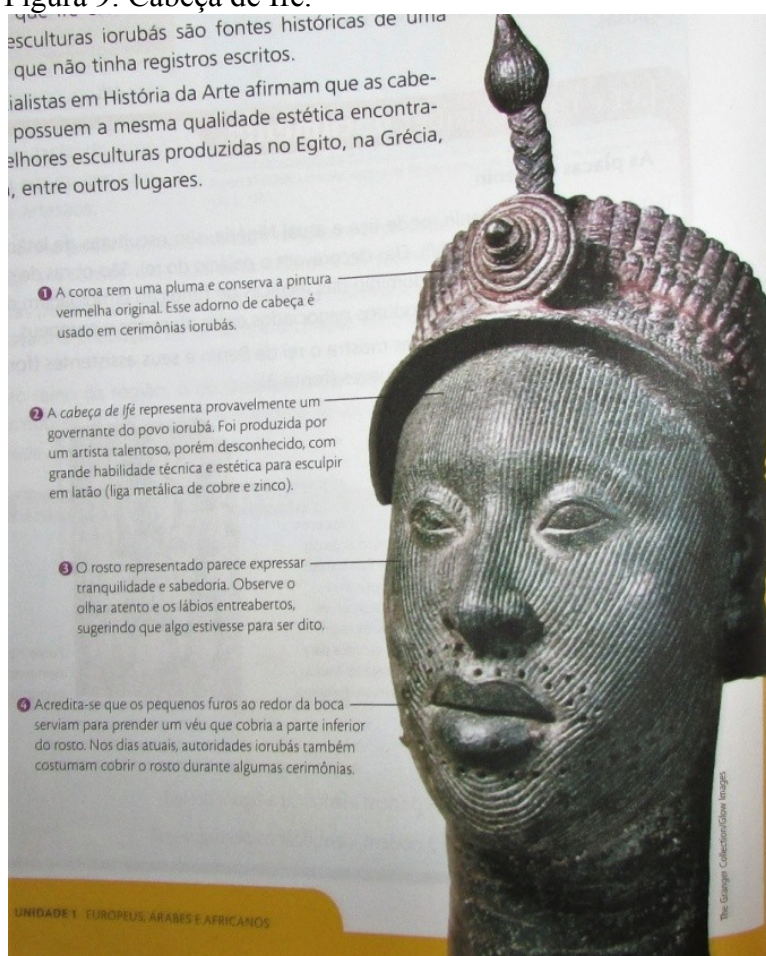 Figura 9: Cabeça de Ifé.
que Ifé
esculturas iorubás são fontes históricas de uma
que não tinha registros escritos.
ialistas em História da Arte afirmam que as cabe-
possuem a mesma qualidade estética encontra-
elhores esculturas produzidas no Egito, na Grécia,
, entre outros lugares.
1 A coroa tem uma pluma e conserva a pintura
vermelha original. Esse adorno de cabeça é
usado em cerimônias iorubás.
2 A cabeça de Ifé representa provavelmente um
governante do povo iorubá. Foi produzida por
um artista talentoso, porém desconhecido, com
grande habilidade técnica e estética para esculpir
em latão (liga metálica de cobre e zinco).
3 O rosto representado parece expressar
tranquilidade e sabedoria. Observe o
olhar atento e os lábios entreabertos,
sugerindo que algo estivesse para ser dito.
4 Acredita-se que os pequenos furos ao redor da boca
serviam para prender um véu que cobria a parte inferior
do rosto. Nos dias atuais, autoridades iorubás também
costumam cobrir o rosto durante algumas cerimônias.
The Granger Collection/Glow Images
UNIDADE 1 EUROPEUS, ÁRABES E AFRICANOS